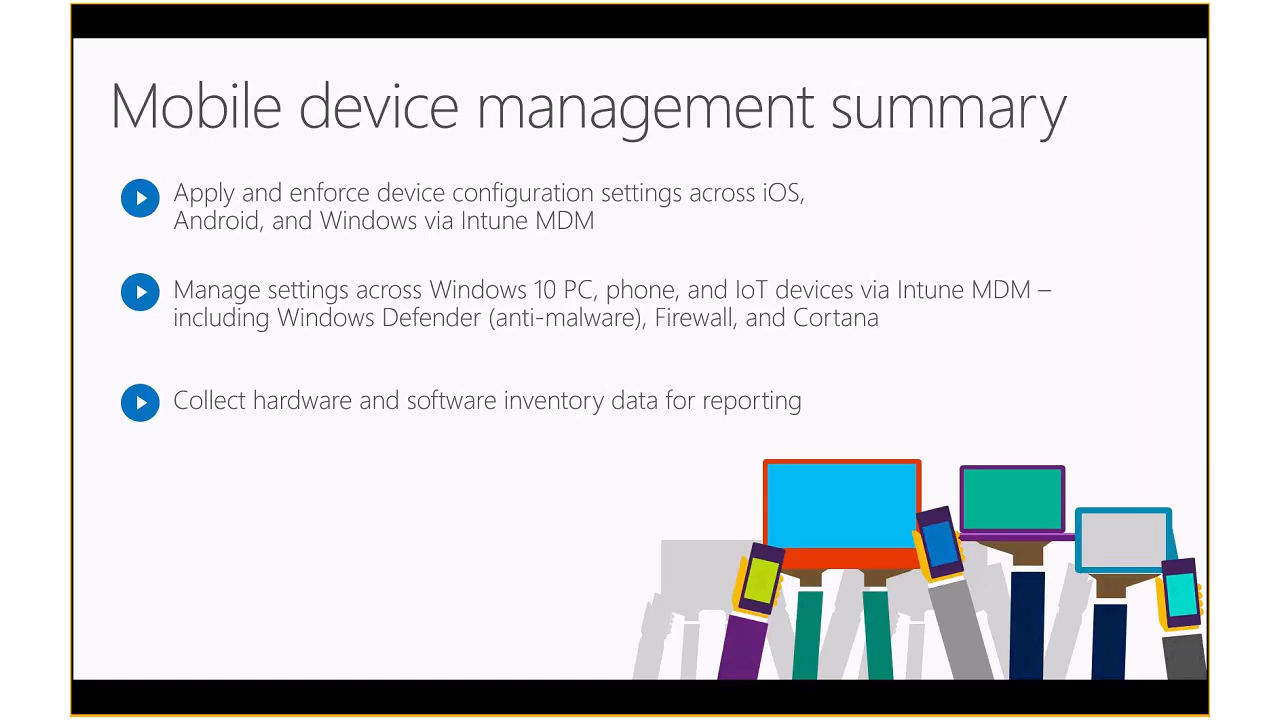 Mobile device management summary
Apply and enforce device configuration settings across iOS,
Android, and Windows via Intune MDM
Manage settings across Windows 10 PC, phone, and IoT devices via Intune MDM –
including Windows Defender (anti-malware), Firewall, and Cortana
Collect hardware and software inventory data for reporting